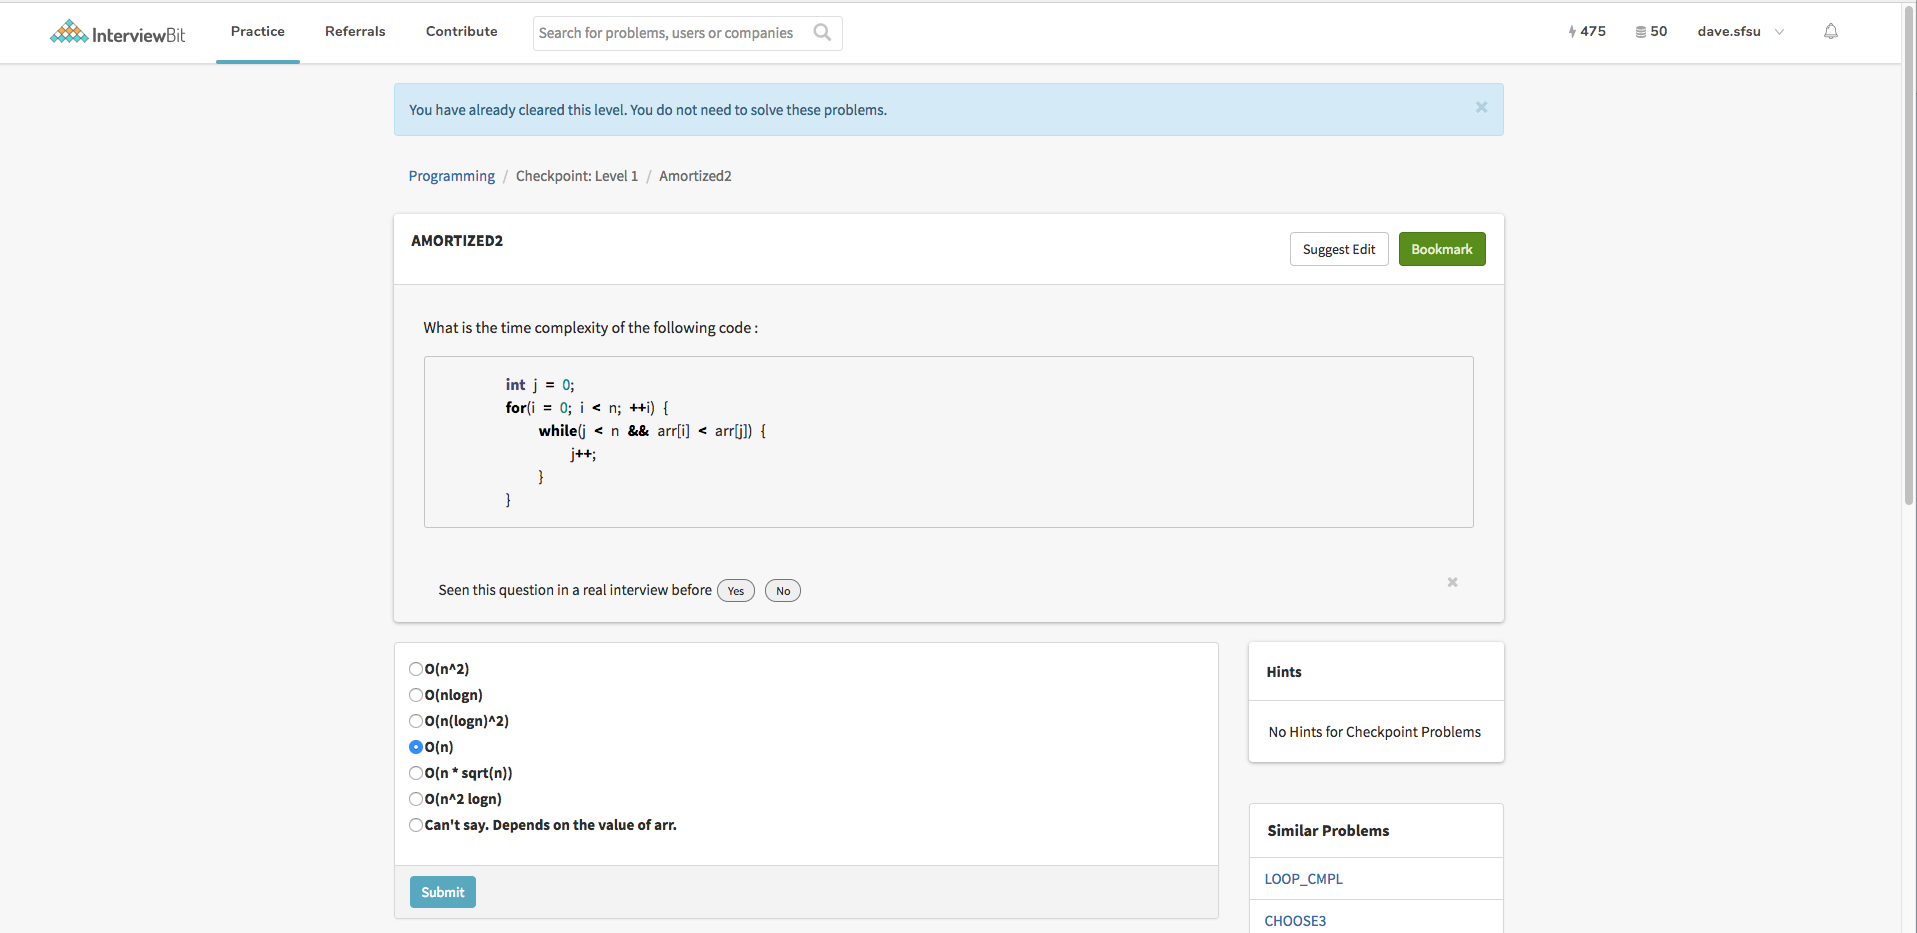 InterviewBit Practice Referrals Contribute Search for problems, users or companies 475 50 dave.sfsu
You have already cleared this level. You do not need to solve these problems. ×
Programming / Checkpoint: Level 1 / Amortized2
AMORTIZED2 Suggest Edit Bookmark
What is the time complexity of the following code :
int j = 0;
for(i = 0; i < n; ++i) {
while(j < n && arr[i] < arr[j]) {
j++;
}
}
Seen this question in a real interview before Yes No ×
O(n^2)
O(nlogn)
O(n(logn)^2)
O(n)
O(n * sqrt(n))
O(n^2 logn)
Can't say. Depends on the value of arr.
Submit
Hints
No Hints for Checkpoint Problems
Similar Problems
LOOP_CMPL
CHOOSE3